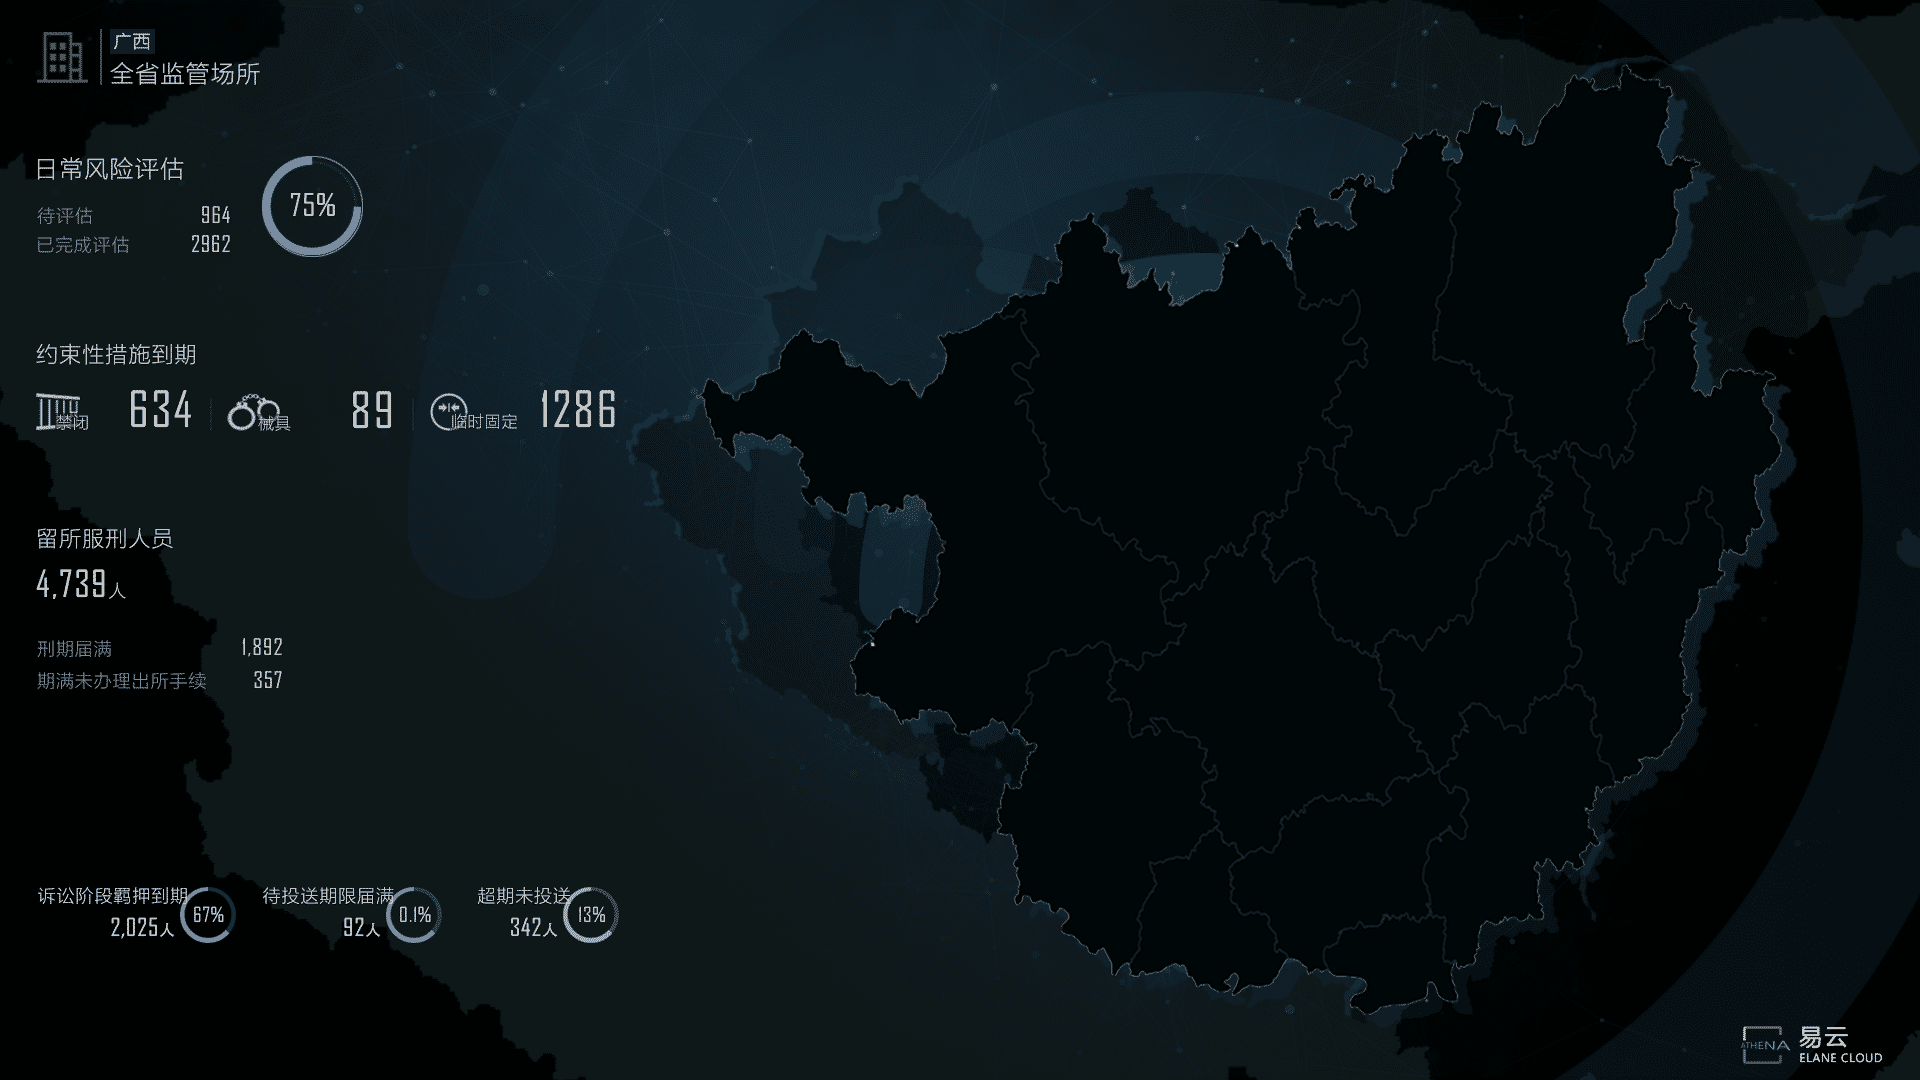 广西
全省监管场所
日常风险评估
待评估 964
已完成评估 2962
75%
约束性措施到期
禁闭 634
械具 89
临时固定 1286
留所服刑人员
4,739人
刑期届满 1,892
期满未办理出所手续 357
诉讼阶段羁押到期
2,025人
67%
待投送期限届满
92人
0.1%
超期未投送
342人
13%
ATHENA
易云
ELANE CLOUD